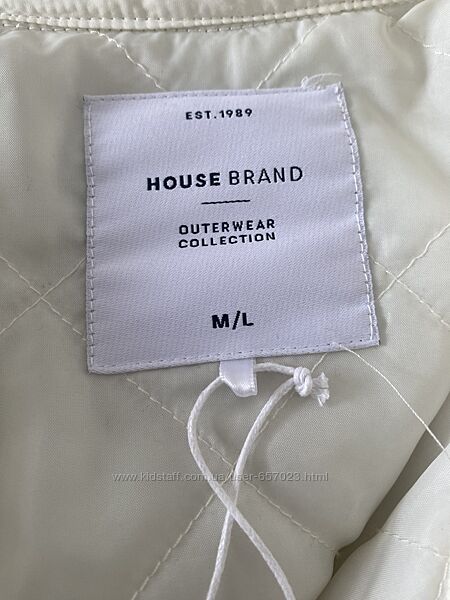 EST.1989
HOUSE BRAND
OUTERWEAR
COLLECTION
M/L
www.kidstaff.com.ua/user-657023.html